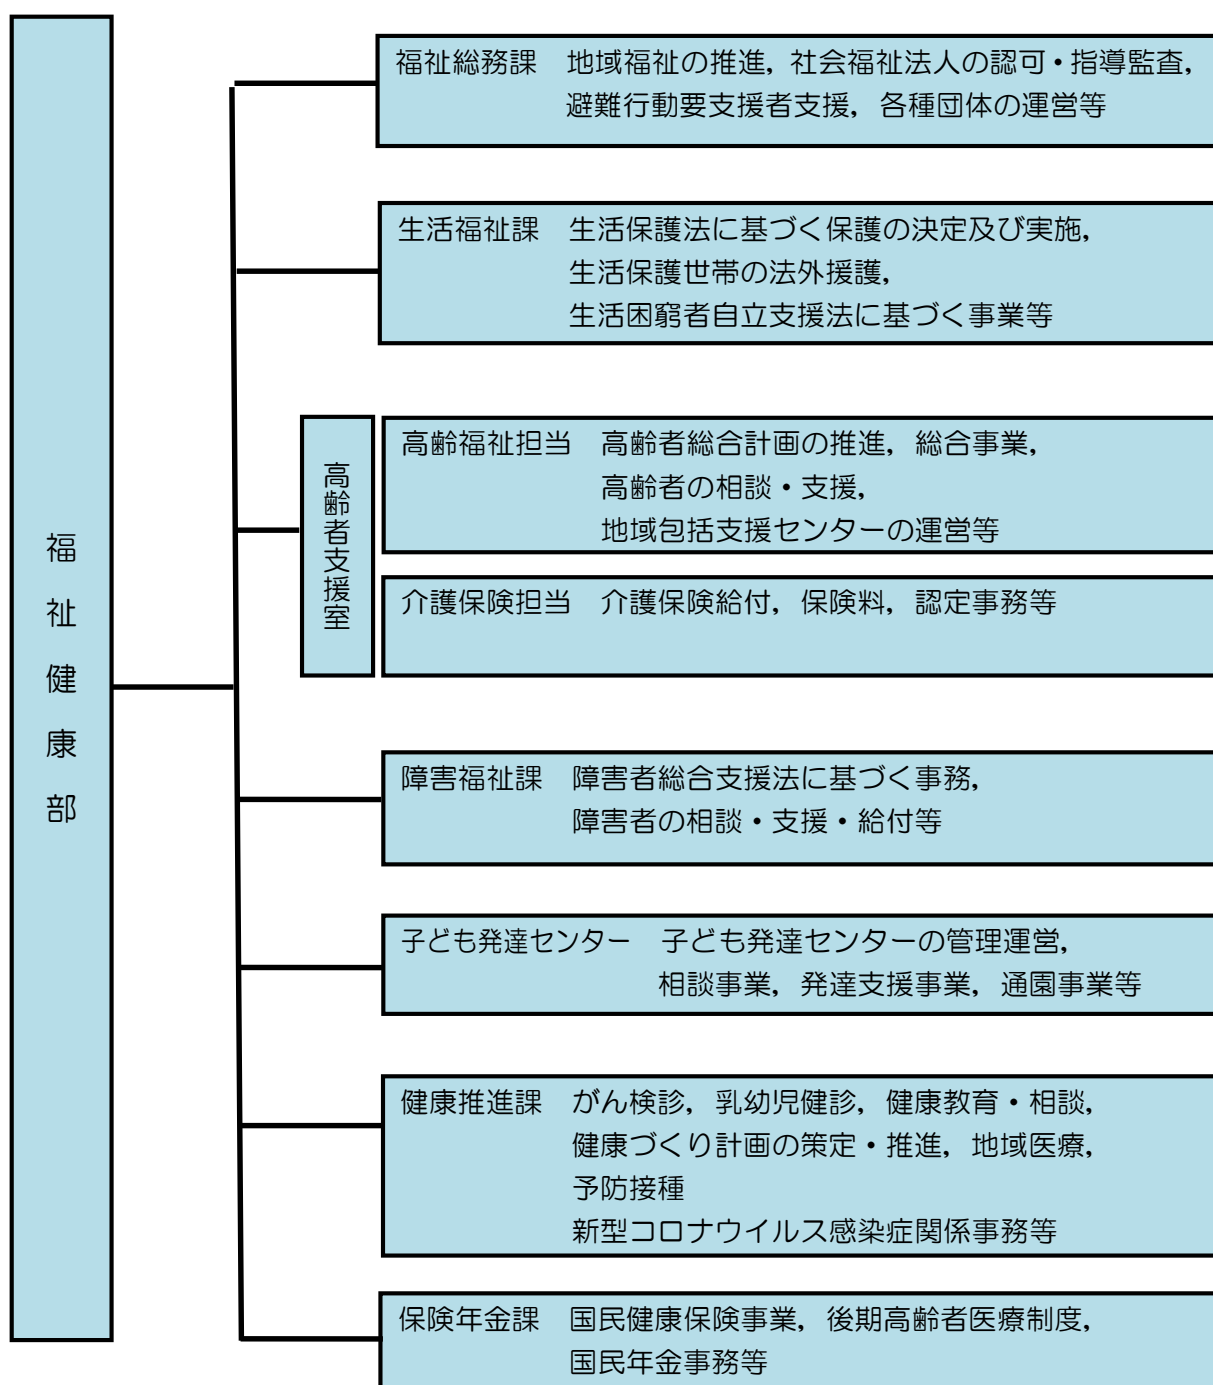 福祉健康部
福祉総務課　地域福祉の推進，社会福祉法人の認可・指導監査，
避難行動要支援者支援，各種団体の運営等
生活福祉課　生活保護法に基づく保護の決定及び実施，
生活保護世帯の法外援護，
生活困窮者自立支援法に基づく事業等
高齢者支援室
高齢福祉担当　高齢者総合計画の推進，総合事業，
高齢者の相談・支援，
地域包括支援センターの運営等
介護保険担当　介護保険給付，保険料，認定事務等
障害福祉課　障害者総合支援法に基づく事務，
障害者の相談・支援・給付等
子ども発達センター　子ども発達センターの管理運営，
相談事業，発達支援事業，通園事業等
健康推進課　がん検診，乳幼児健診，健康教育・相談，
健康づくり計画の策定・推進，地域医療，
予防接種
新型コロナウイルス感染症関係事務等
保険年金課　国民健康保険事業，後期高齢者医療制度，
国民年金事務等